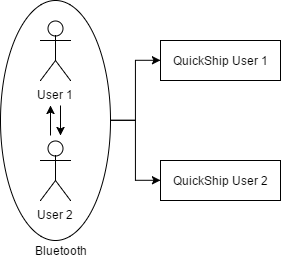 User 1
User 2
Bluetooth
QuickShip User 1
QuickShip User 2